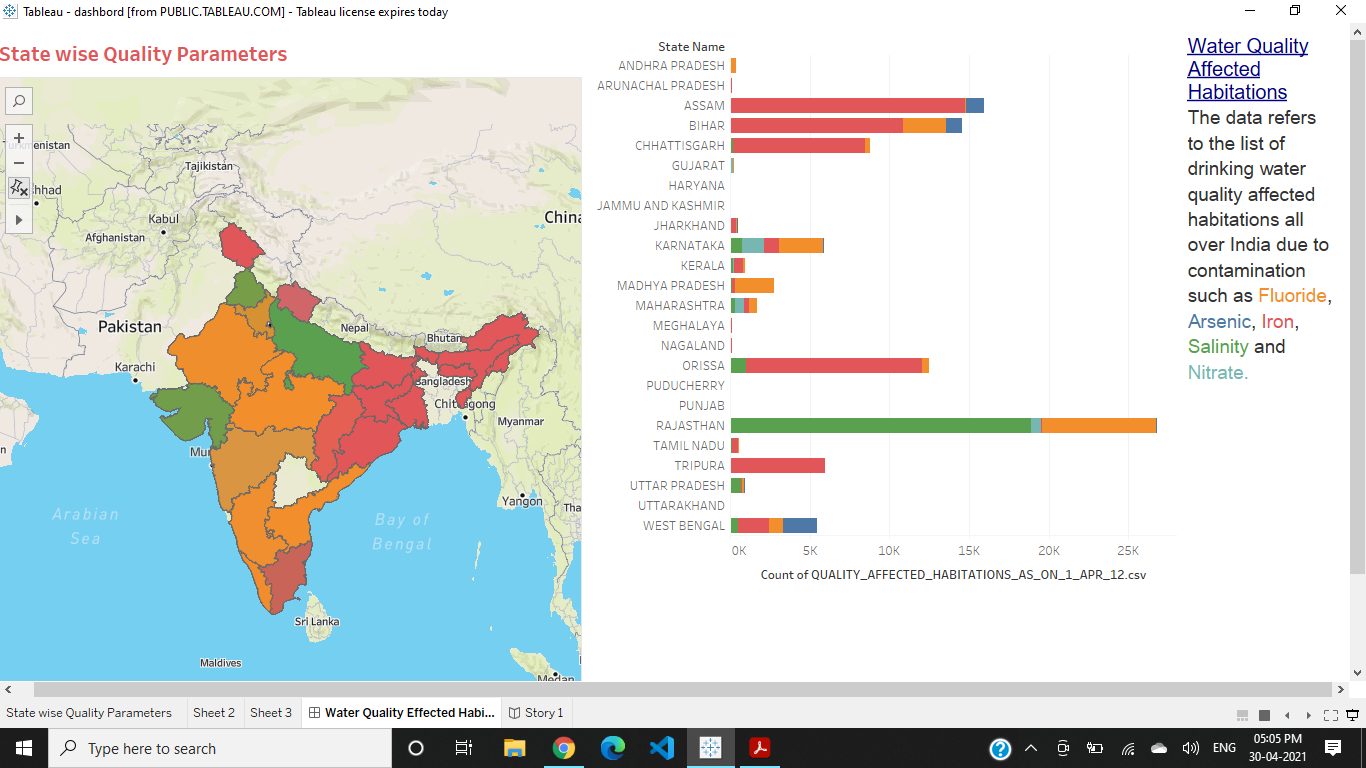 Tableau - dashbord [from PUBLIC.TABLEAU.COM] - Tableau license expires today
State wise Quality Parameters
Tajikistan
Kabul
Afghanistan
China
Pakistan
Nepal
Bhutan
Karachi
Bangladesh
Myanmar
Yangon
Arabian
Sea
Bay of
Bengal
Sri Lanka
Maldives
Medan
State Name
ANDHRA PRADESH
ARUNACHAL PRADESH
ASSAM
BIHAR
CHHATTISGARH
GUJARAT
HARYANA
JAMMU AND KASHMIR
JHARKHAND
KARNATAKA
KERALA
MADHYA PRADESH
MAHARASHTRA
MEGHALAYA
NAGALAND
ORISSA
PUDUCHERRY
PUNJAB
RAJASTHAN
TAMIL NADU
TRIPURA
UTTAR PRADESH
UTTARAKHAND
WEST BENGAL
0K 5K 10K 15K 20K 25K
Count of QUALITY_AFFECTED_HABITATIONS_AS_ON_1_APR_12.csv
Water Quality
Affected
Habitations
The data refers
to the list of
drinking water
quality affected
habitations all
over India due to
contamination
such as Fluoride,
Arsenic, Iron,
Salinity and
Nitrate.
State wise Quality Parameters Sheet 2 Sheet 3 Water Quality Effected Habi... Story 1
Type here to search
ENG
05:05 PM
30-04-2021